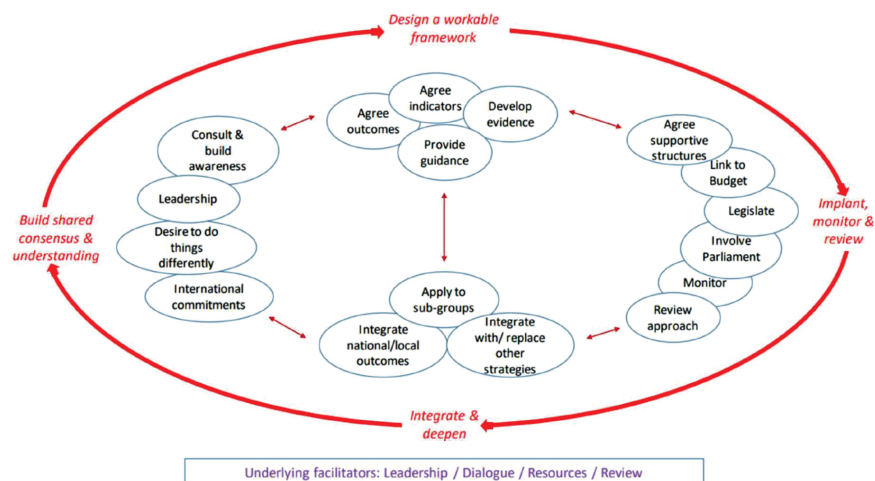 Design a workable
framework
Agree
indicators
Agree
outcomes
Develop
evidence
Provide
guidance
Consult &
build
awareness
Leadership
Desire to do
things
differently
International
commitments
Build shared
consensus &
understanding
Agree
supportive
structures
Link to
Budget
Legislate
Involve
Parliament
Monitor
Review
approach
Implant,
monitor &
review
Apply to
sub-groups
Integrate
national/local
outcomes
Integrate
with/ replace
other
strategies
Integrate &
deepen
Underlying facilitators: Leadership / Dialogue / Resources / Review